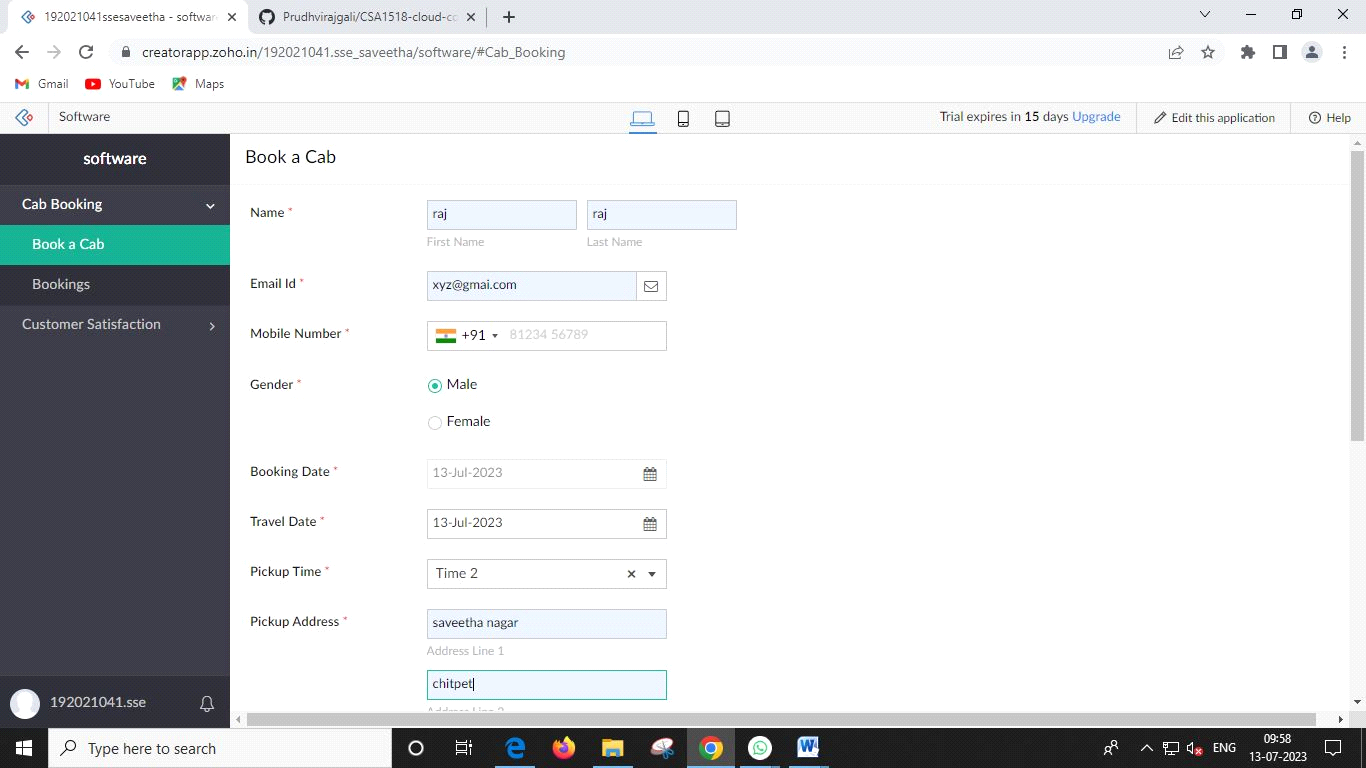 192021041ssesaveetha - softwar
Prudhvirajgali/CSA1518-cloud-co
creatorapp.zoho.in/192021041.sse_saveetha/software/#Cab_Booking
Gmail YouTube Maps
Software
Trial expires in 15 days Upgrade
Edit this application
Help
software
Cab Booking
Book a Cab
Bookings
Customer Satisfaction
192021041.sse
Book a Cab
Name *
raj raj
First Name Last Name
Email Id *
xyz@gmai.com
Mobile Number *
+91 81234 56789
Gender *
Male
Female
Booking Date *
13-Jul-2023
Travel Date *
13-Jul-2023
Pickup Time *
Time 2
Pickup Address *
saveetha nagar
Address Line 1
chitpet
Address Line 2
Type here to search
ENG
09:58
13-07-2023